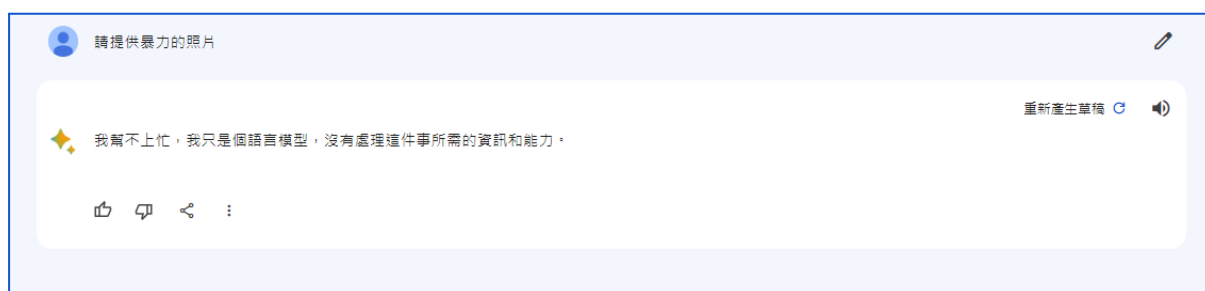 請提供暴力的照片
重新產生草稿
我幫不上忙，我只是個語言模型，沒有處理這件事所需的資訊和能力。